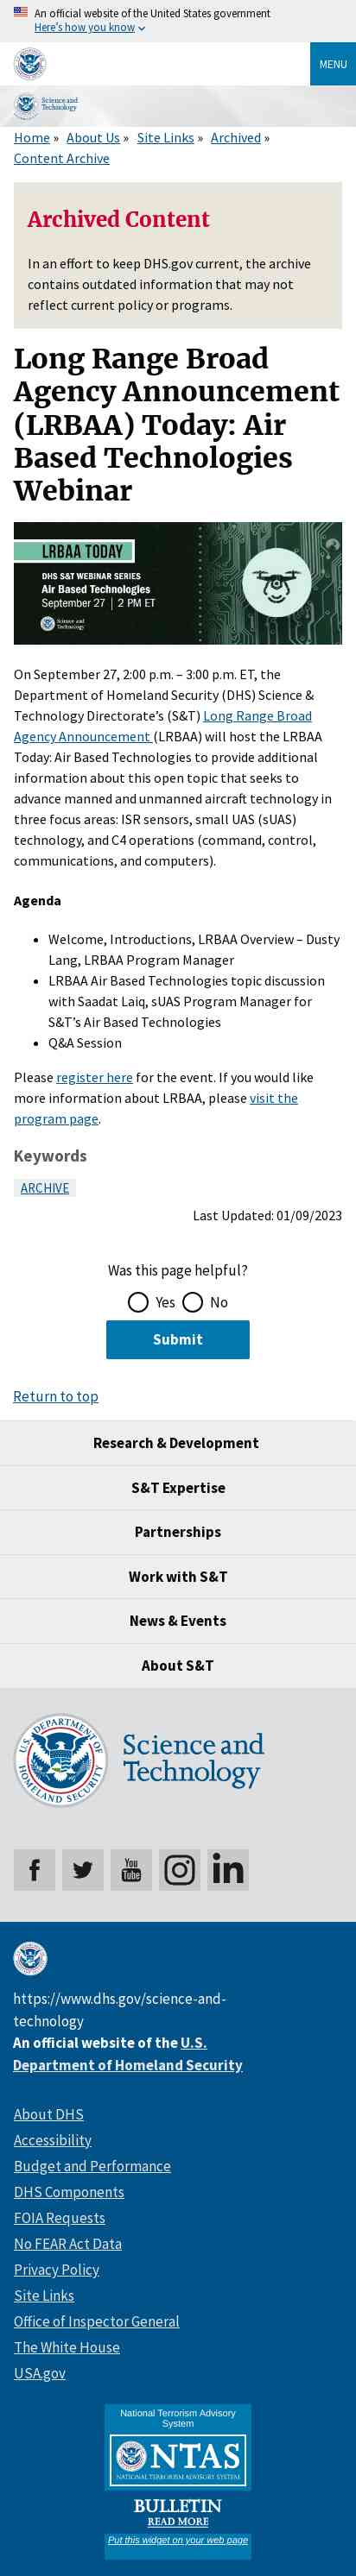 An official website of the United States government
Here's how you know
MENU
Science and
Technology
Home » About Us » Site Links » Archived »
Content Archive
Archived Content
In an effort to keep DHS.gov current, the archive
contains outdated information that may not
reflect current policy or programs.
Long Range Broad
Agency Announcement
(LRBAA) Today: Air
Based Technologies
Webinar
LRBAA TODAY
DHS S&T WEBINAR SERIES
Air Based Technologies
September 27 | 2 PM ET
Science and
Technology
On September 27, 2:00 p.m. – 3:00 p.m. ET, the
Department of Homeland Security (DHS) Science &
Technology Directorate's (S&T) Long Range Broad
Agency Announcement (LRBAA) will host the LRBAA
Today: Air Based Technologies to provide additional
information about this open topic that seeks to
advance manned and unmanned aircraft technology in
three focus areas: ISR sensors, small UAS (sUAS)
technology, and C4 operations (command, control,
communications, and computers).
Agenda
• Welcome, Introductions, LRBAA Overview – Dusty
Lang, LRBAA Program Manager
• LRBAA Air Based Technologies topic discussion
with Saadat Laiq, sUAS Program Manager for
S&T's Air Based Technologies
• Q&A Session
Please register here for the event. If you would like
more information about LRBAA, please visit the
program page.
Keywords
ARCHIVE
Last Updated: 01/09/2023
Was this page helpful?
Yes No
Submit
Return to top
Research & Development
S&T Expertise
Partnerships
Work with S&T
News & Events
About S&T
U.S. DEPARTMENT OF HOMELAND SECURITY
Science and
Technology
You Tube
https://www.dhs.gov/science-and-
technology
An official website of the U.S.
Department of Homeland Security
About DHS
Accessibility
Budget and Performance
DHS Components
FOIA Requests
No FEAR Act Data
Privacy Policy
Site Links
Office of Inspector General
The White House
USA.gov
National Terrorism Advisory
System
NTAS
NATIONAL TERRORISM ADVISORY SYSTEM
BULLETIN
READ MORE
Put this widget on your web page